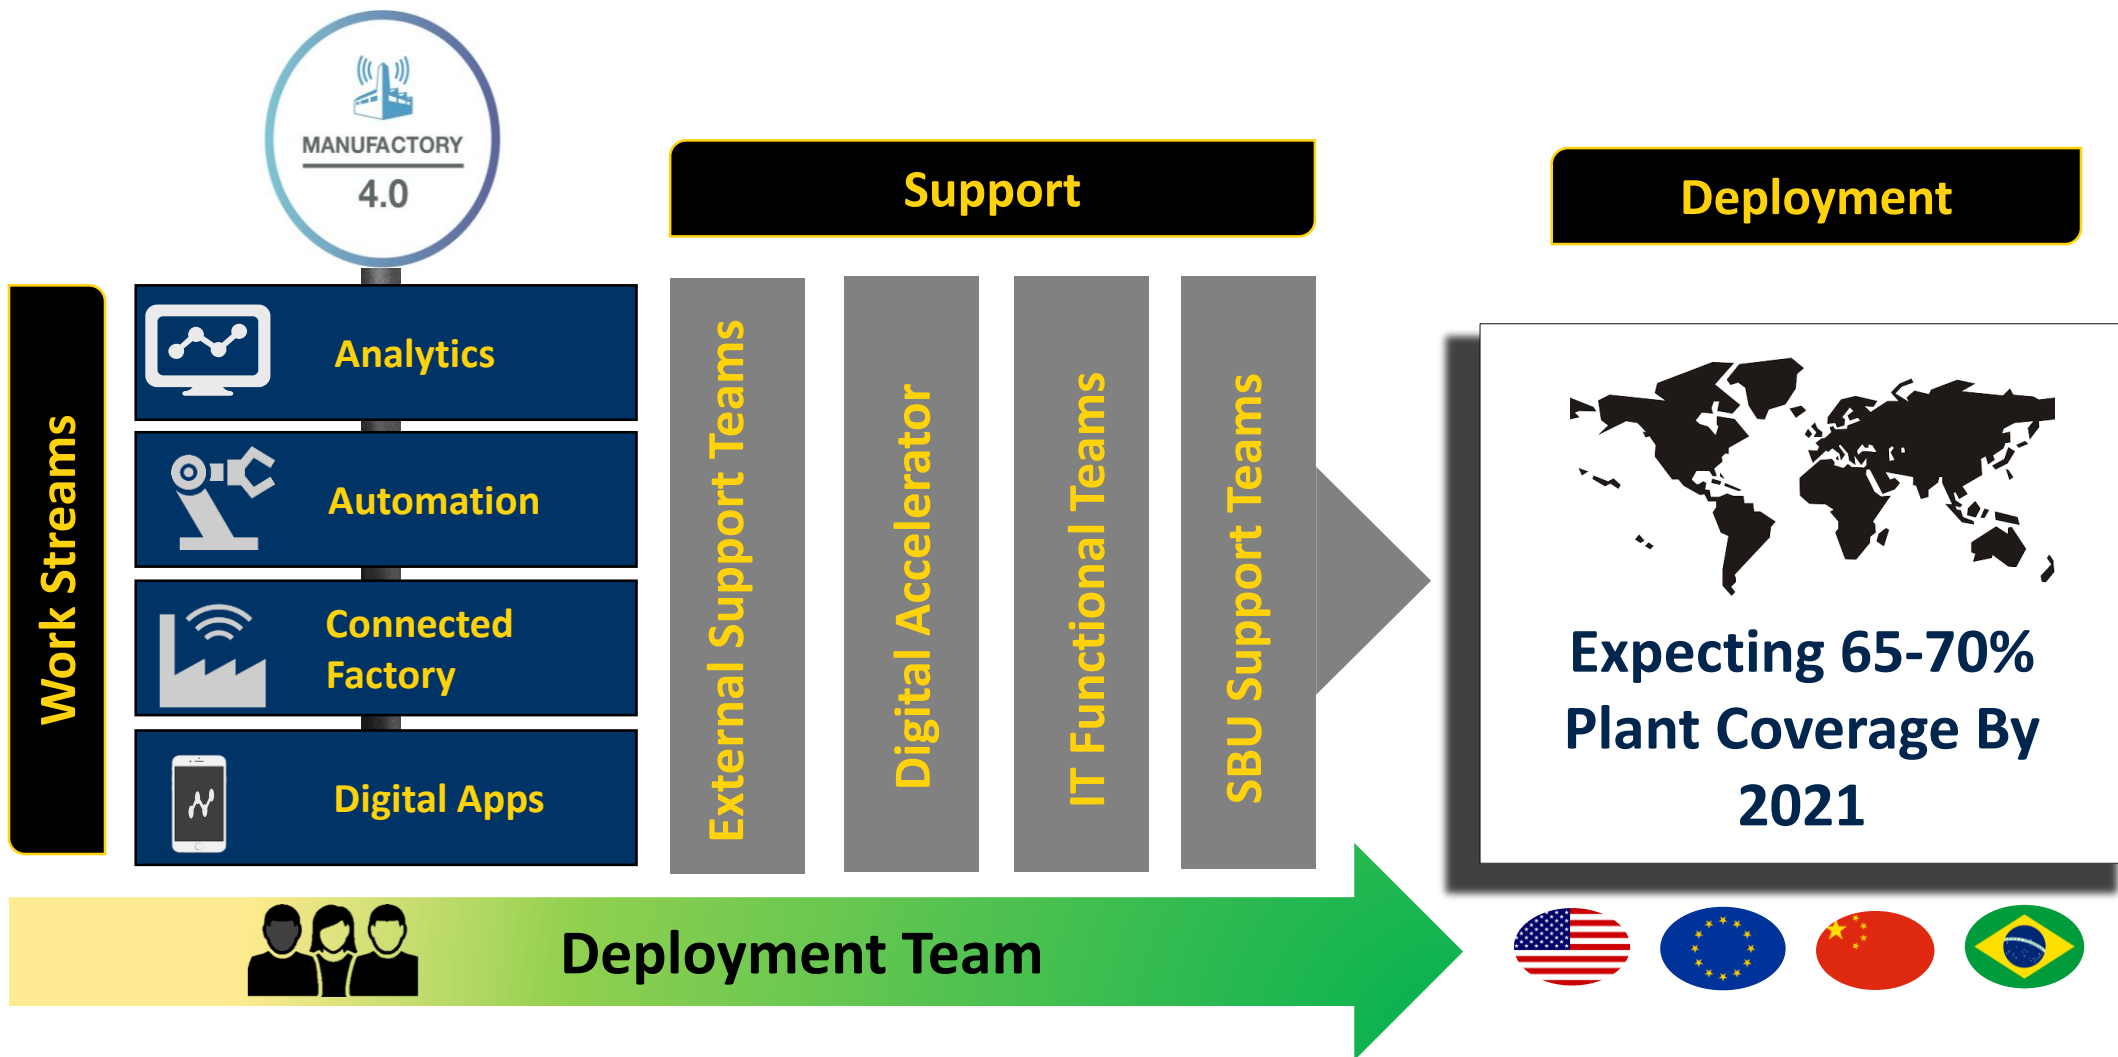 MANUFACTORY
4.0
Support
Deployment
Work Streams
Analytics
Automation
Connected
Factory
Digital Apps
External Support Teams
Digital Accelerator
IT Functional Teams
SBU Support Teams
Expecting 65-70%
Plant Coverage By
2021
Deployment Team